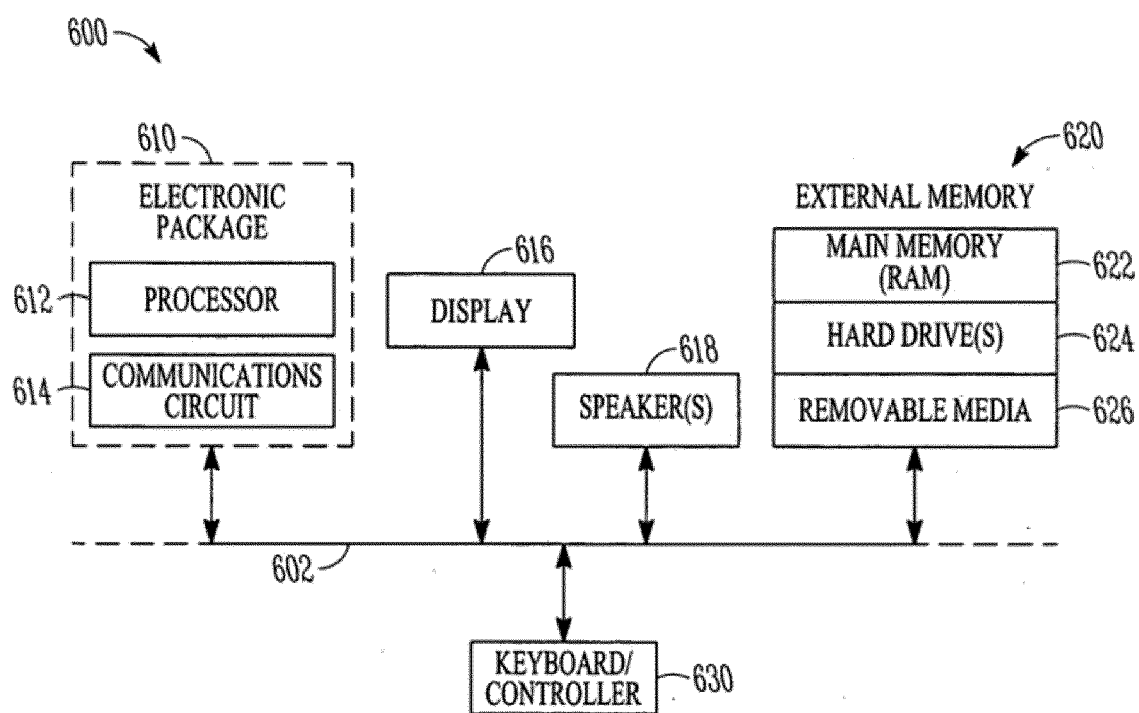 600
610
620
ELECTRONIC
PACKAGE
EXTERNAL MEMORY
616
MAIN MEMORY
(RAM)
622
612
PROCESSOR
DISPLAY
HARD DRIVE(S)
624
618
614
COMMUNICATIONS
CIRCUIT
SPEAKER(S)
REMOVABLE MEDIA
626
602
KEYBOARD/
CONTROLLER
630